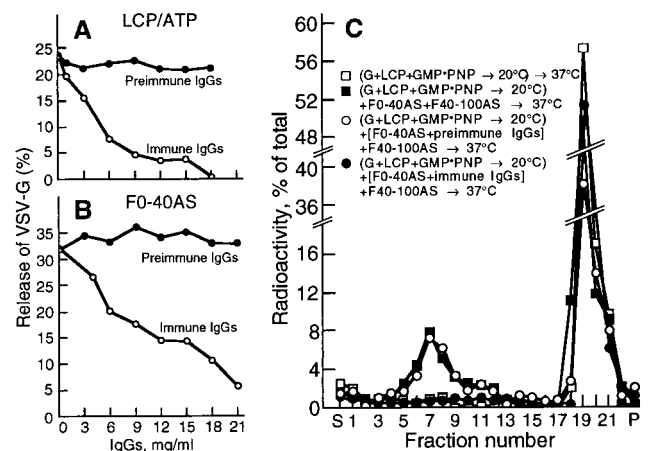 A LCP/ATP
25
20
15
10
5
0
Preimmune IgGs
Immune IgGs
B F0-40AS
35
30
25
20
15
10
5
0
Preimmune IgGs
Immune IgGs
0 3 6 9 12 15 18 21
IgGs, mg/ml
Release of VSV-G (%)
C
60
56
52
48
40
36
16
12
8
4
0
□ (G+LCP+GMP•PNP → 20°C) → 37°C
■ (G+LCP+GMP•PNP → 20°C)
+F0-40AS+F40-100AS → 37°C
○ (G+LCP+GMP•PNP → 20°C)
+[F0-40AS+preimmune IgGs]
+F40-100AS → 37°C
● (G+LCP+GMP•PNP → 20°C)
+[F0-40AS+immune IgGs]
+F40-100AS → 37°C
Radioactivity, % of total
S 1 3 5 7 9 11 13 15 17 19 21 P
Fraction number